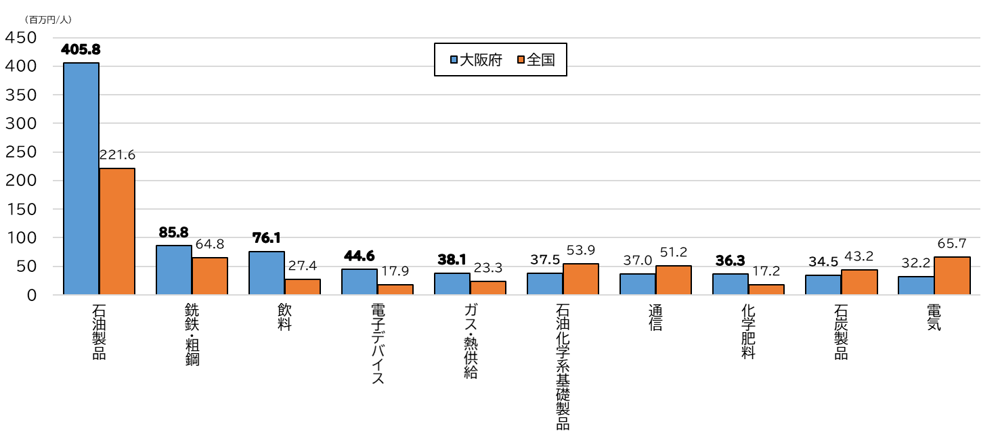 （百万円/人）
450
400
350
300
250
200
150
100
50
0
大阪府 全国
405.8
221.6
85.8
64.8
76.1
27.4
44.6
17.9
38.1
23.3
37.5
53.9
37.0
51.2
36.3
17.2
34.5
43.2
32.2
65.7
石油製品
銑鉄・粗鋼
飲料
電子デバイス
ガス・熱供給
石油化学系基礎製品
通信
化学肥料
石炭製品
電気